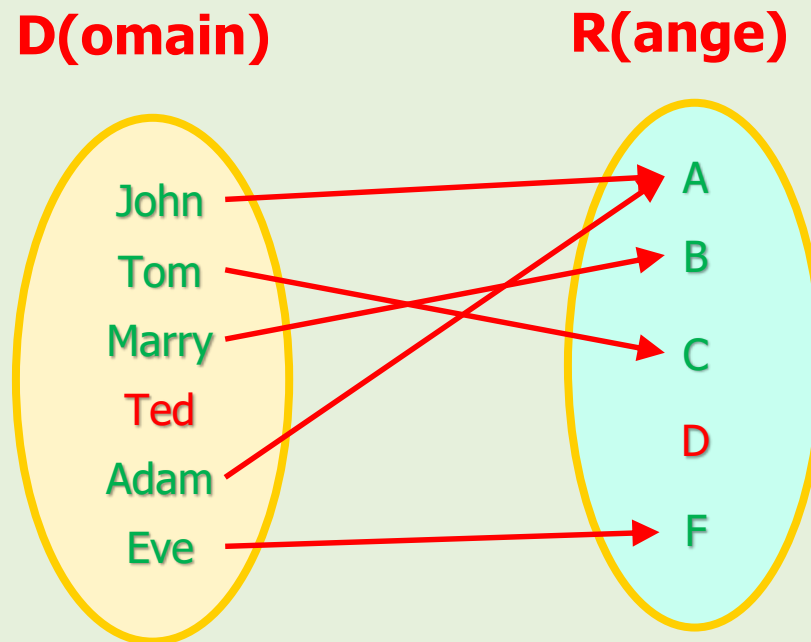 D(omain)
R(ange)
John
Tom
Marry
Ted
Adam
Eve
A
B
C
D
F